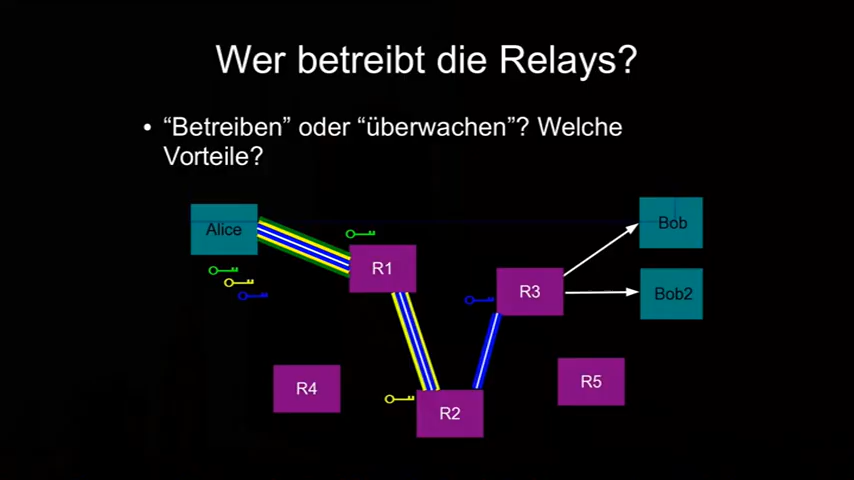 Wer betreibt die Relays?
• “Betreiben” oder “überwachen”? Welche
Vorteile?
Alice
Bob
R1
R3
Bob2
R4
R5
R2